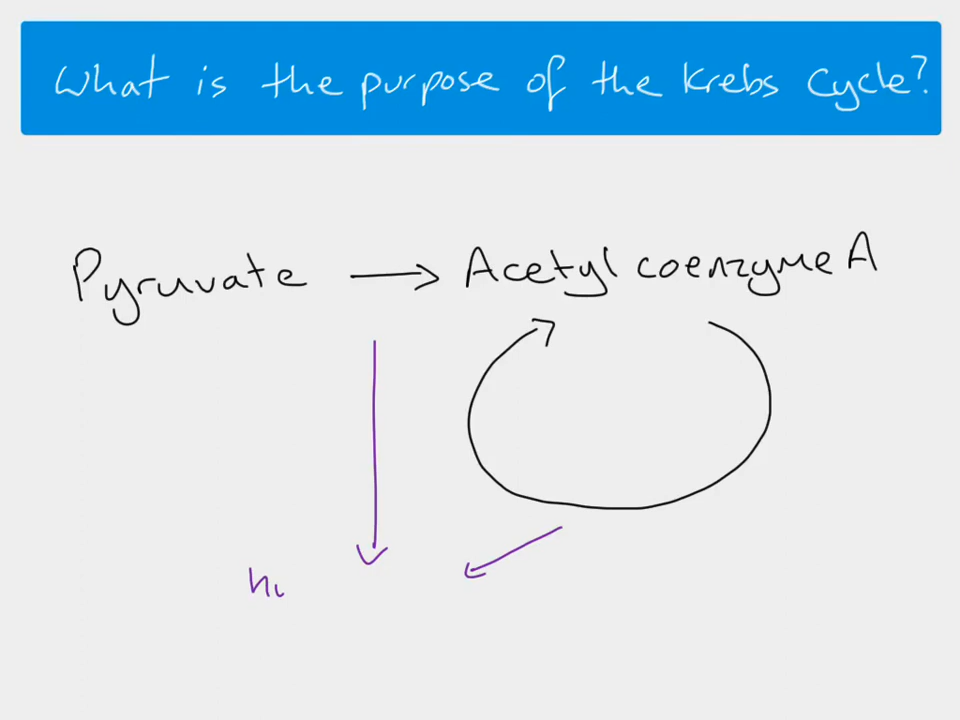 What is the purpose of the Krebs Cycle?
Pyruvate → Acetyl coenzyme A